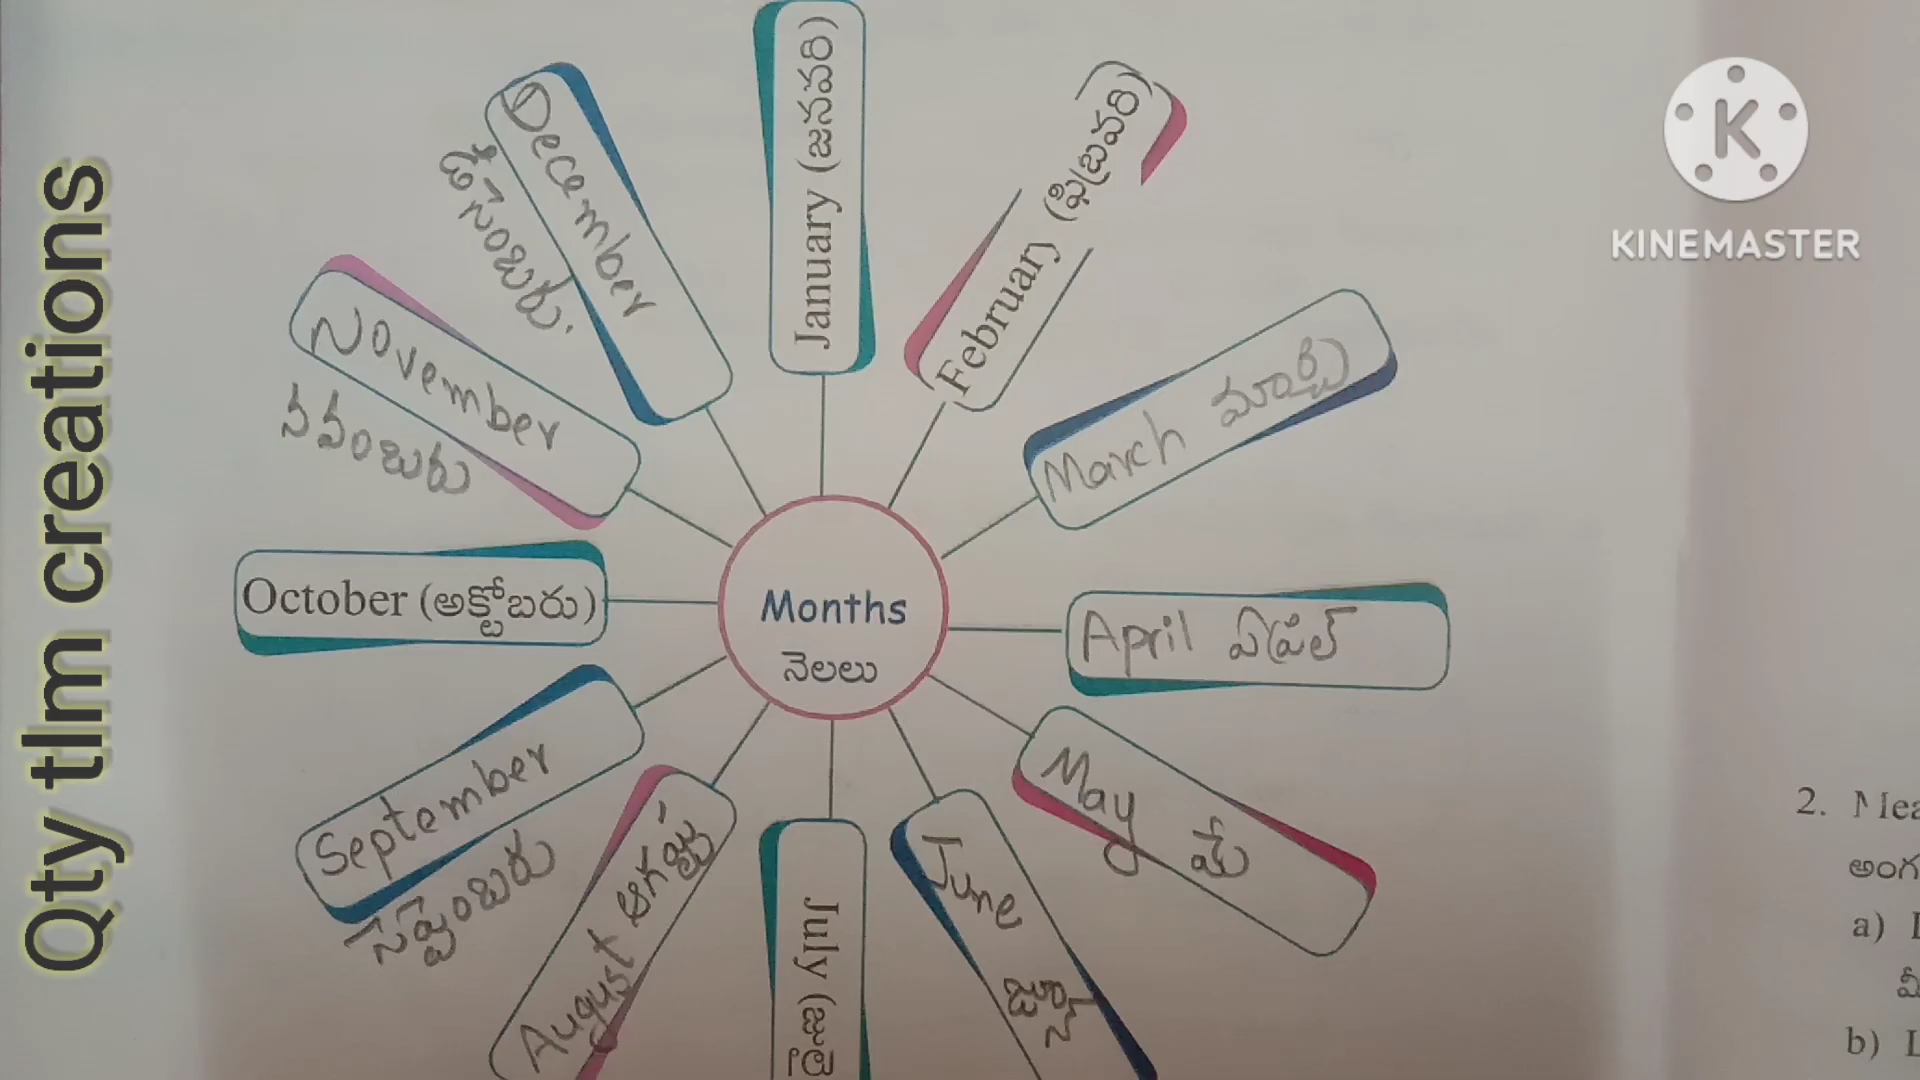 Qty tlm creations
KINEMASTER
January (జనవరి)
February (ఫిబ్రవరి)
March మార్చి
April ఏప్రిల్
May మే
June జూన్
July
August ఆగష్టు
September
సెప్టెంబరు
October (అక్టోబరు)
November
నవంబరు
December
డిసెంబరు.
Months
నెలలు
2.
a)
b)